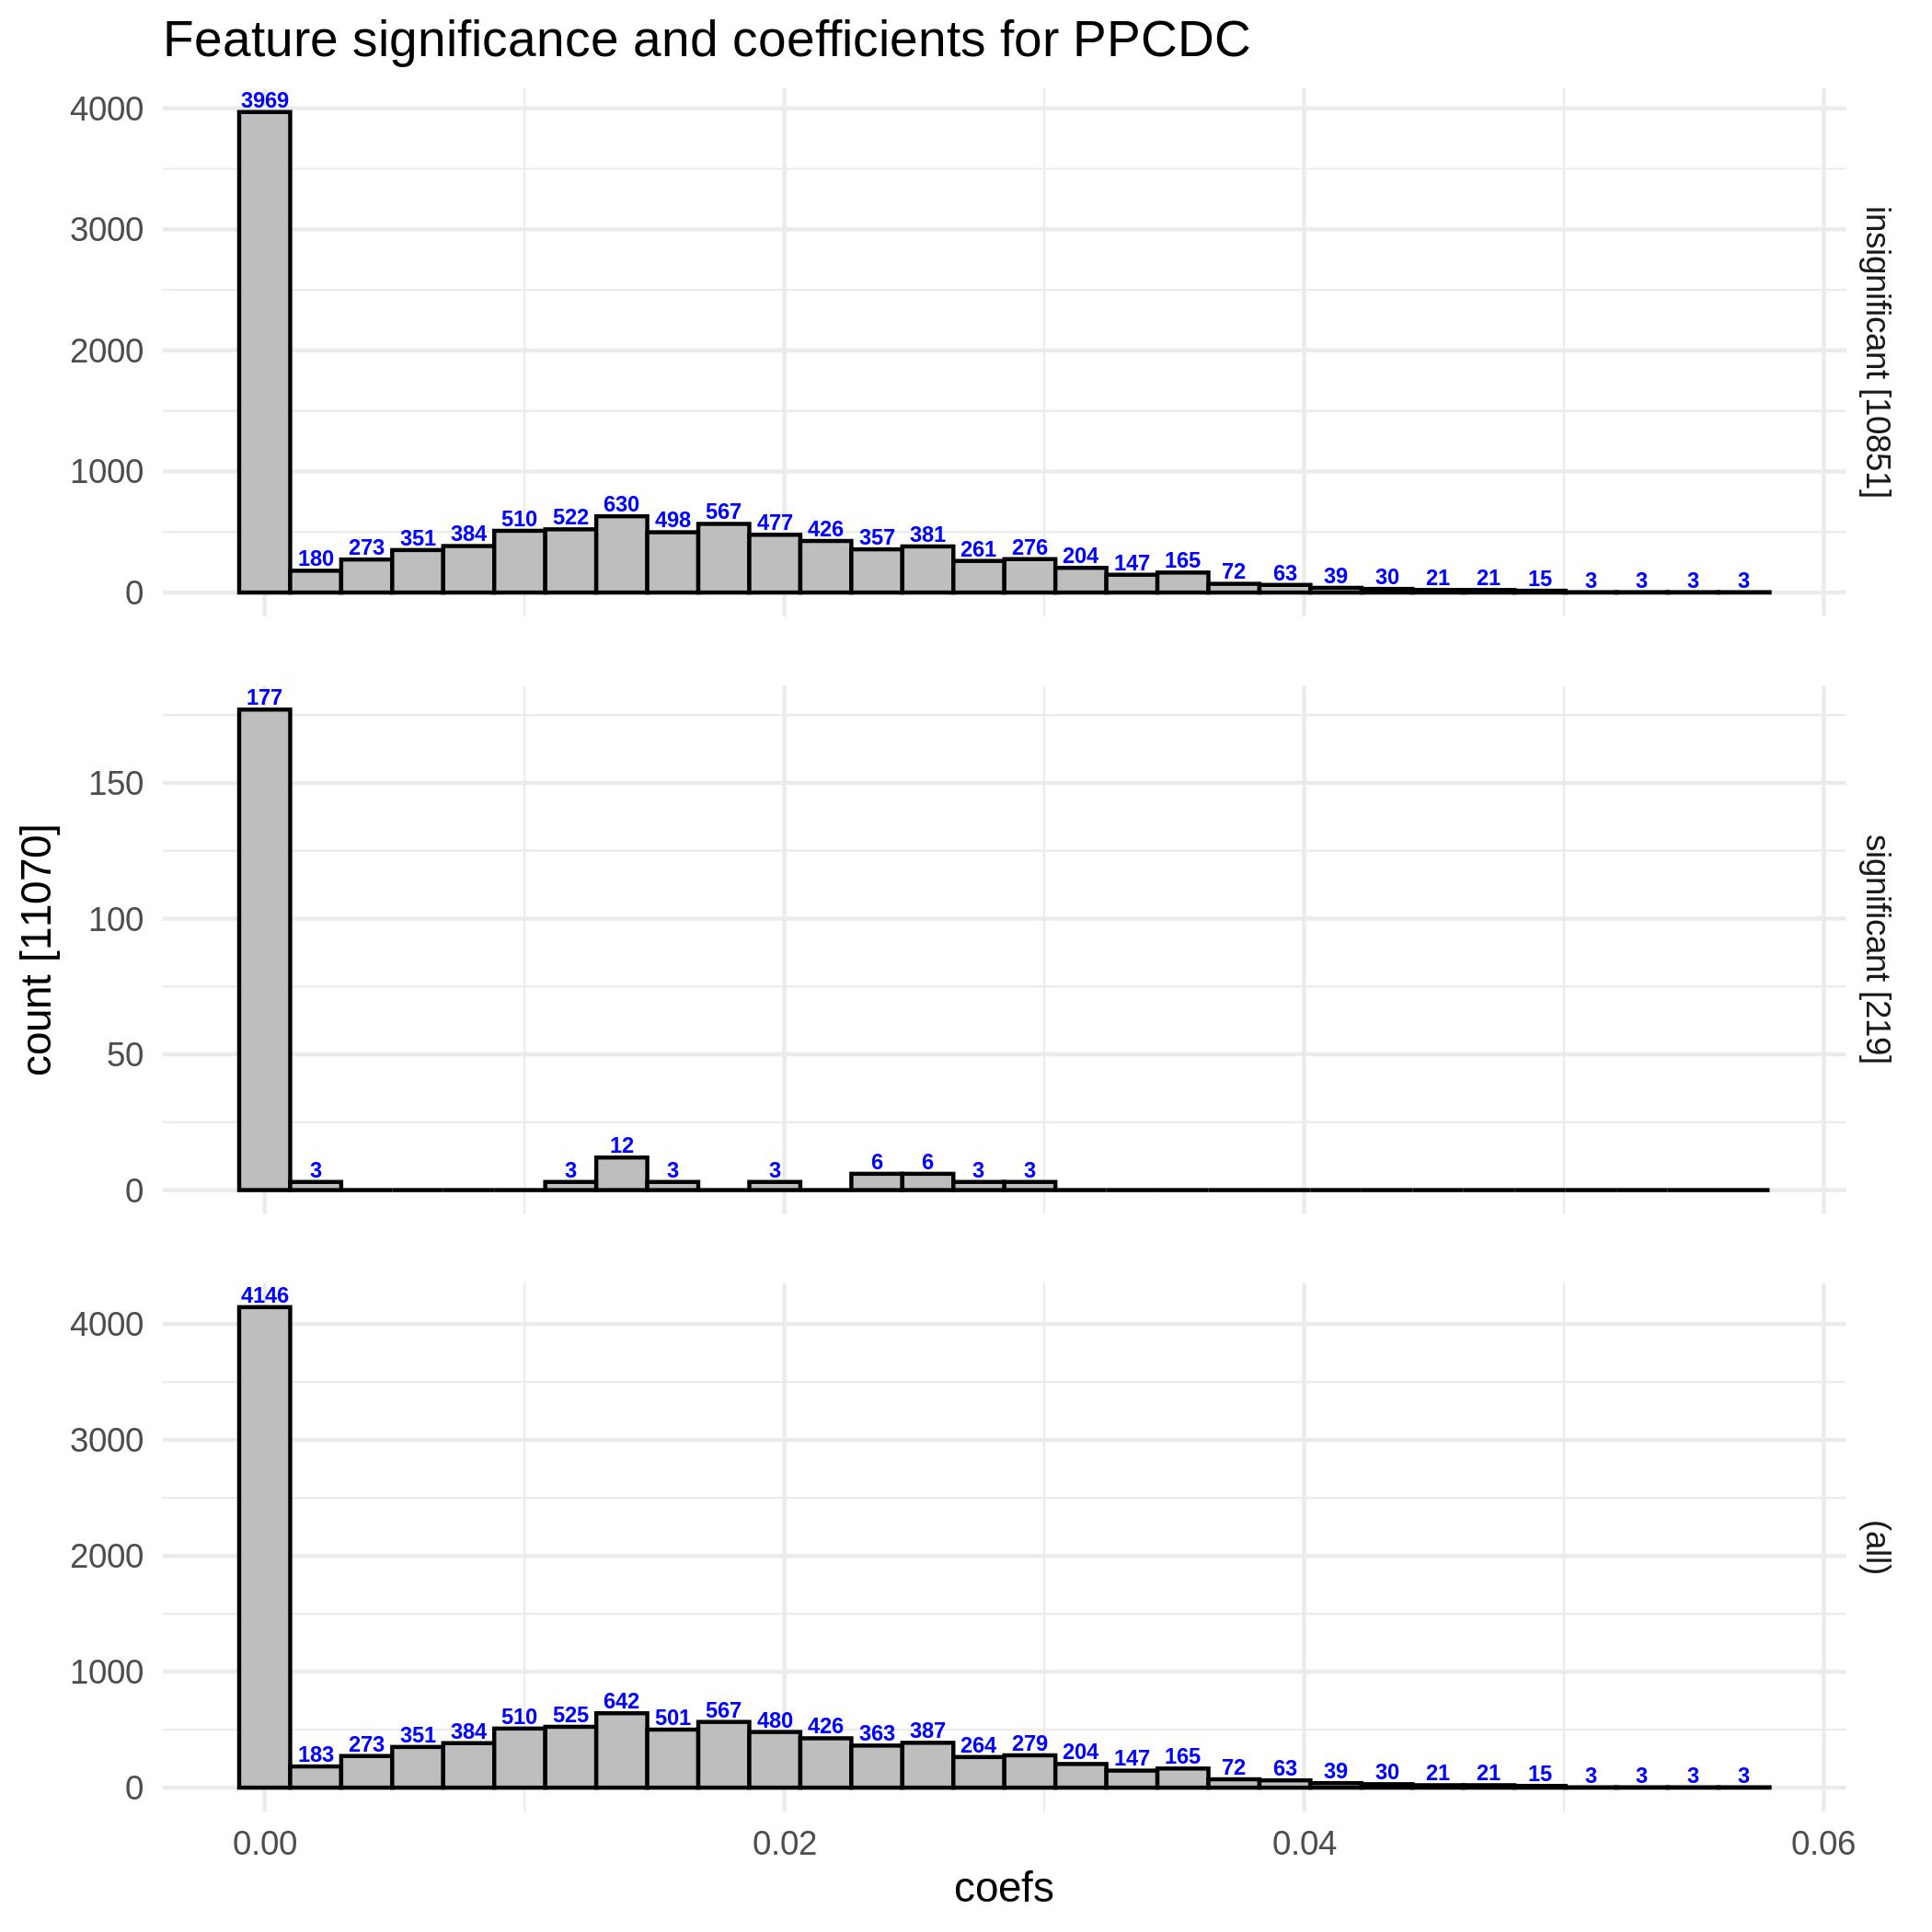 Feature significance and coefficients for PPCDC
4000
3000
2000
1000
0
3969
180 273 351 384 510 522 630 498 567 477 426 357 381 261 276 204 147 165 72 63 39 30 21 21 15 3 3 3 3
insignificant [10851]
count [11070]
150
100
50
0
177
3 3 12 3 3 6 6 3 3
significant [219]
4000
3000
2000
1000
0
4146
183 273 351 384 510 525 642 501 567 480 426 363 387 264 279 204 147 165 72 63 39 30 21 21 15 3 3 3 3
(all)
0.00 0.02 0.04 0.06
coefs